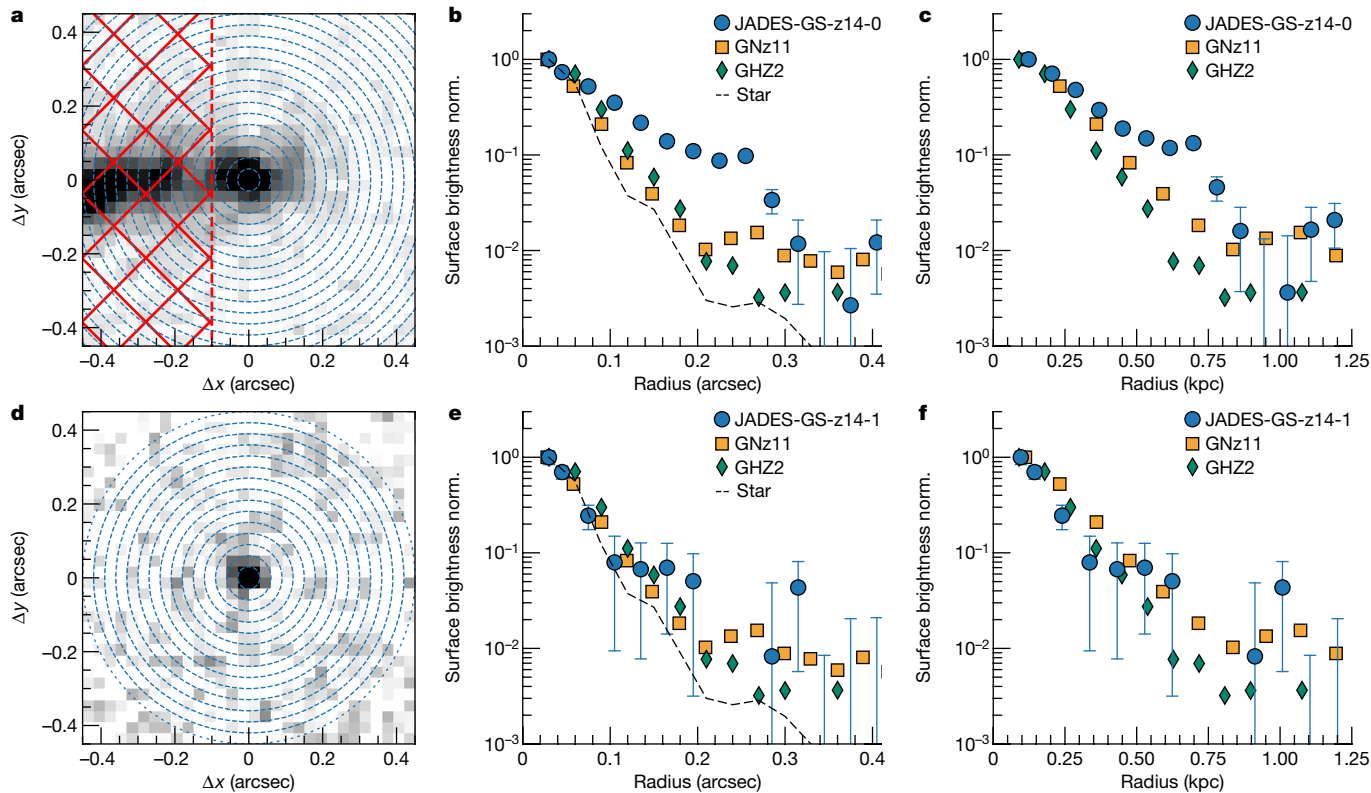 a
0.4
0.2
0
−0.2
−0.4
Δy (arcsec)
−0.4
−0.2
0
0.2
0.4
Δx (arcsec)
b
JADES-GS-z14-0
GNz11
GHZ2
Star
10⁰
10⁻¹
10⁻²
10⁻³
Surface brightness norm.
0
0.1
0.2
0.3
0.4
Radius (arcsec)
c
JADES-GS-z14-0
GNz11
GHZ2
10⁰
10⁻¹
10⁻²
10⁻³
Surface brightness norm.
0
0.25
0.50
0.75
1.00
1.25
Radius (kpc)
d
0.4
0.2
0
−0.2
−0.4
Δy (arcsec)
−0.4
−0.2
0
0.2
0.4
Δx (arcsec)
e
JADES-GS-z14-1
GNz11
GHZ2
Star
10⁰
10⁻¹
10⁻²
10⁻³
Surface brightness norm.
0
0.1
0.2
0.3
0.4
Radius (arcsec)
f
JADES-GS-z14-1
GNz11
GHZ2
10⁰
10⁻¹
10⁻²
10⁻³
Surface brightness norm.
0
0.25
0.50
0.75
1.00
1.25
Radius (kpc)